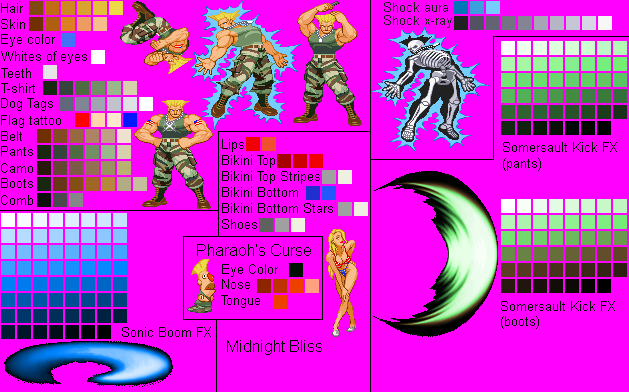 Hair
Skin
Eye color
Whites of eyes
Teeth
T-shirt
Dog Tags
Flag tattoo
Belt
Pants
Camo
Boots
Comb
Lips
Bikini Top
Bikini Top Stripes
Bikini Bottom
Bikini Bottom Stars
Shoes
Pharaoh's Curse
Eye Color
Nose
Tongue
Midnight Bliss
Sonic Boom FX
Shock aura
Shock x-ray
Somersault Kick FX
(pants)
Somersault Kick FX
(boots)